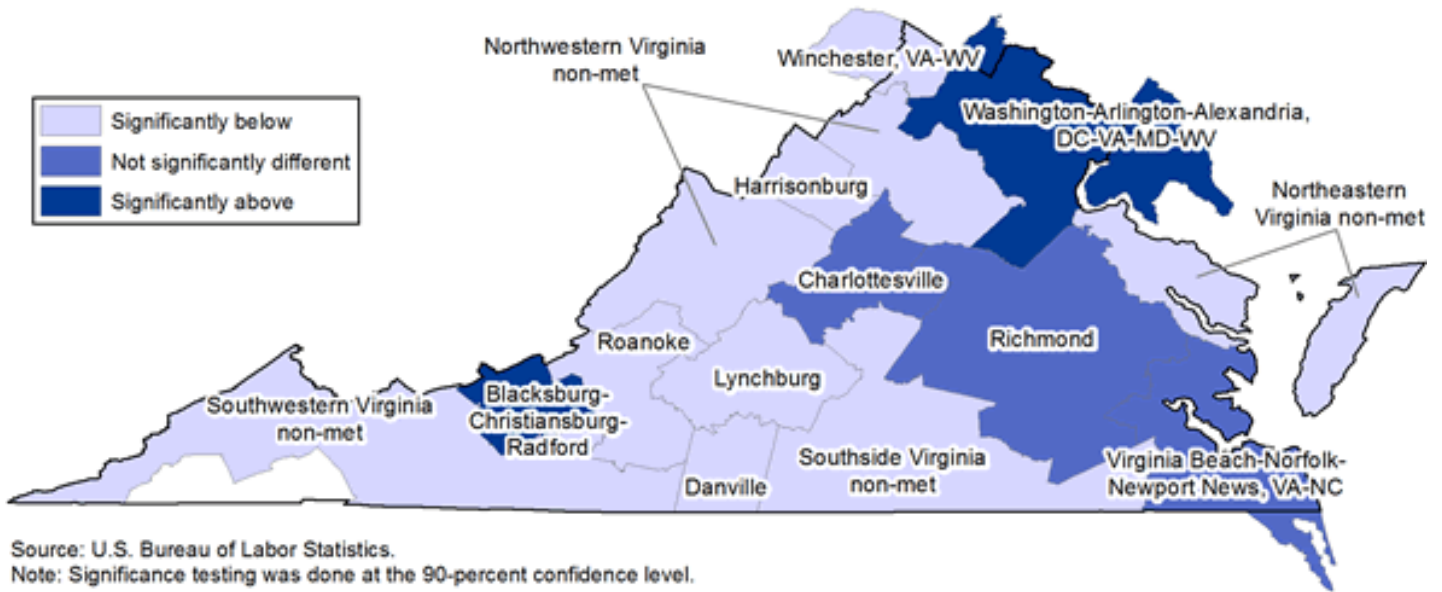 Northwestern Virginia
non-met
Winchester, VA-WV
Significantly below
Not significantly different
Significantly above
Washington-Arlington-Alexandria,
DC-VA-MD-WV
Harrisonburg
Northeastern
Virginia non-met
Charlottesville
Roanoke
Richmond
Lynchburg
Blacksburg-
Christiansburg-
Radford
Southwestern Virginia
non-met
Danville
Southside Virginia
non-met
Virginia Beach-Norfolk-
Newport News, VA-NC
Source: U.S. Bureau of Labor Statistics.
Note: Significance testing was done at the 90-percent confidence level.